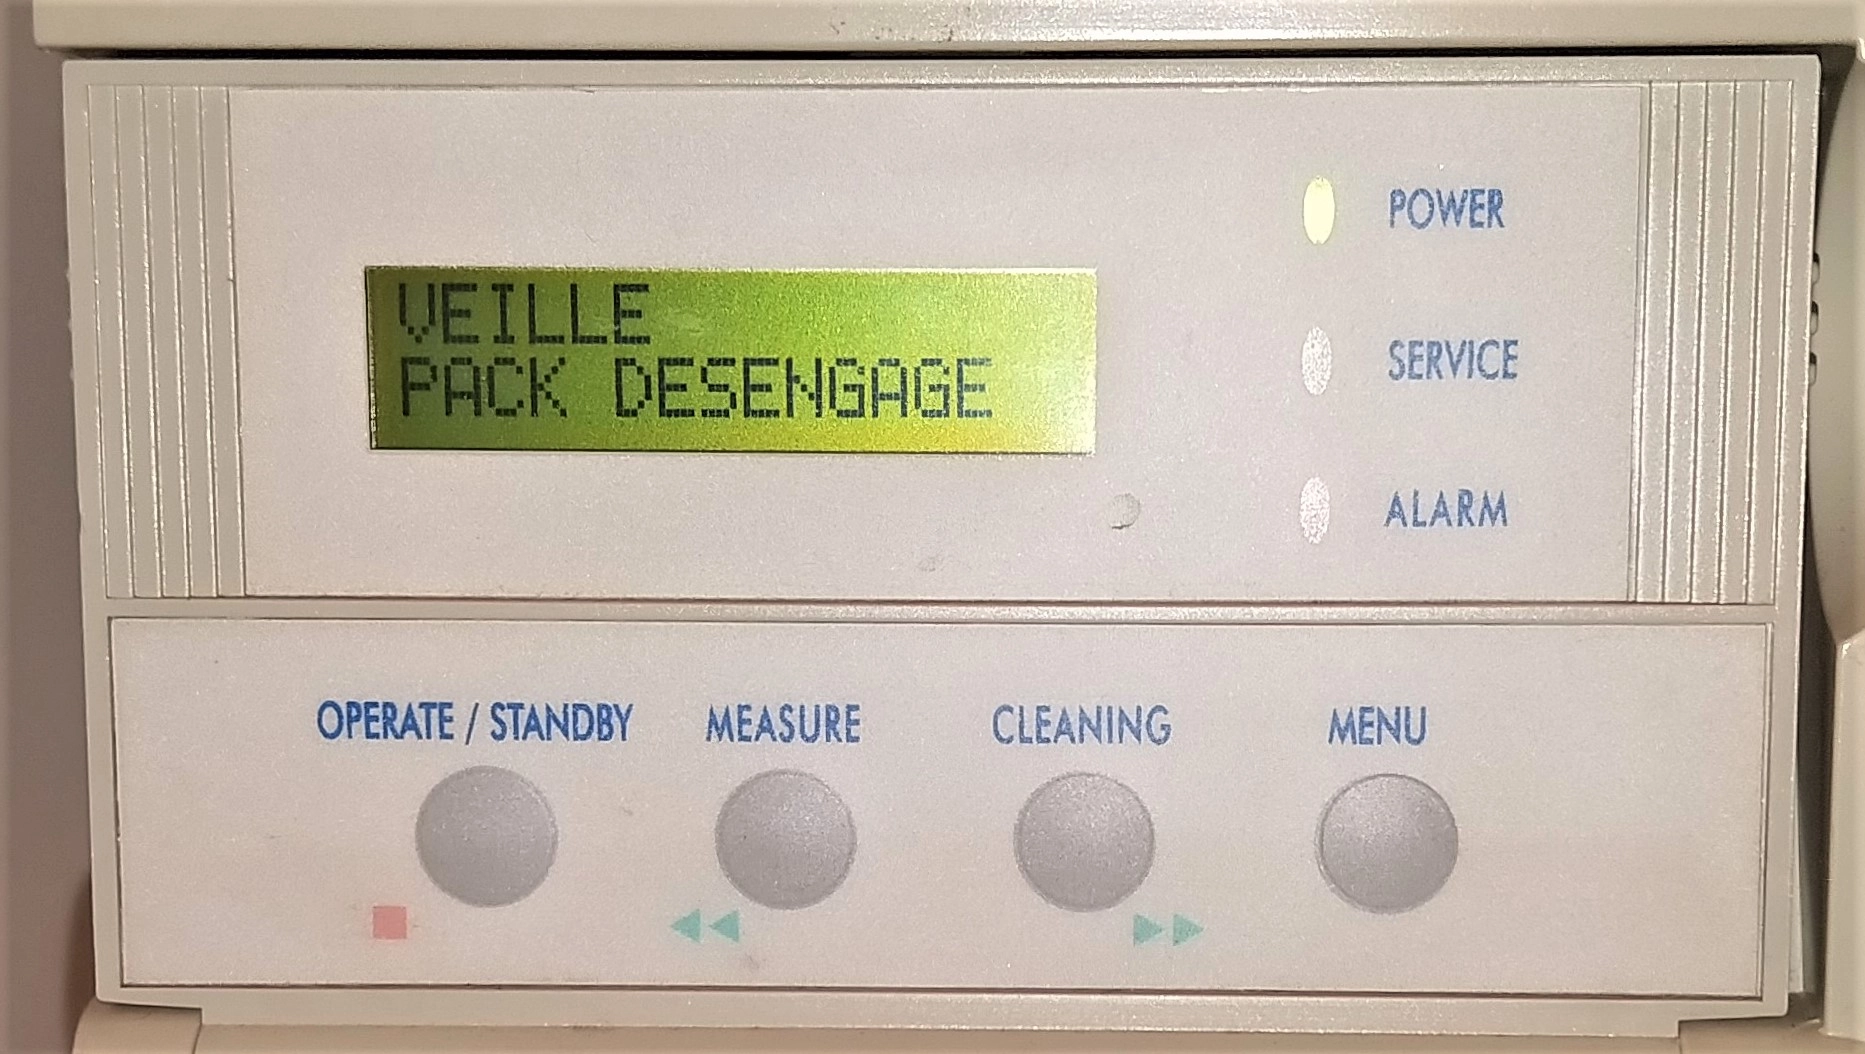 VEILLE
PACK DESENGAGE
POWER
SERVICE
ALARM
OPERATE / STANDBY
MEASURE
CLEANING
MENU